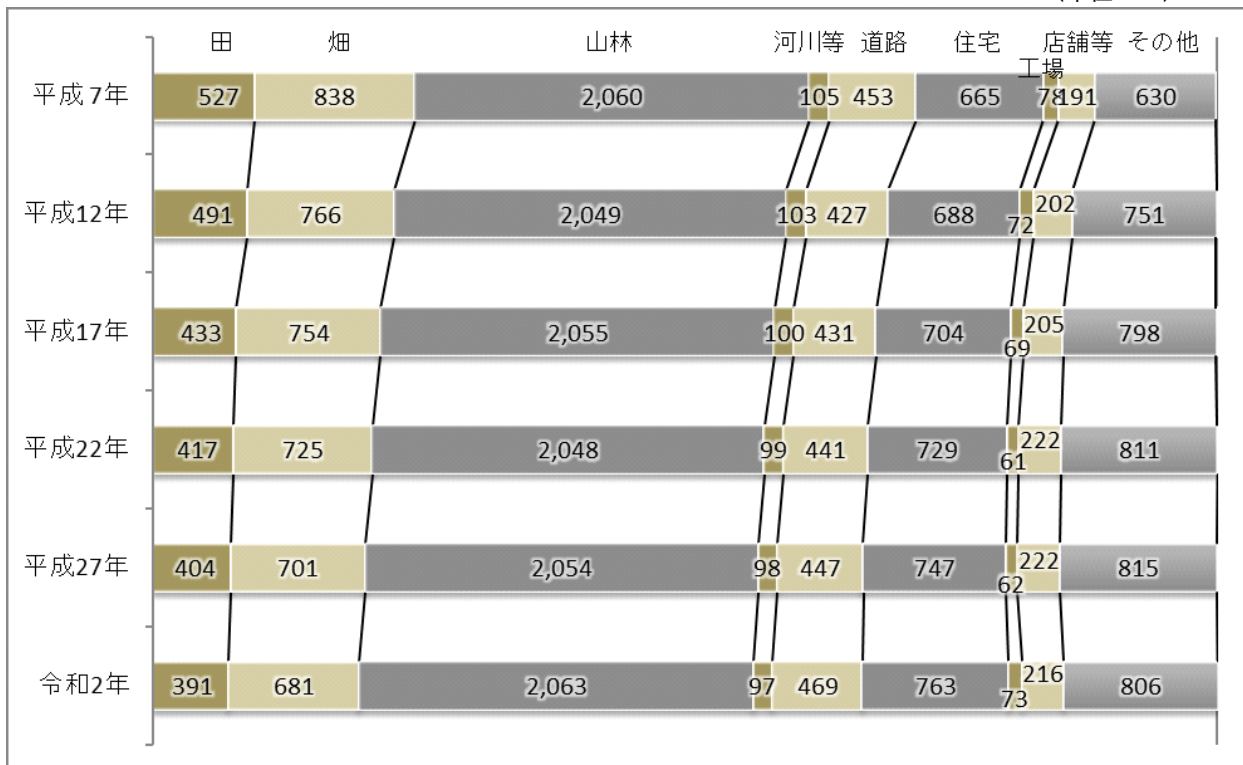 田 畑 山林 河川等 道路 住宅 工場 店舗等 その他
平成 7年 527 838 2,060 105 453 665 78 191 630
平成12年 491 766 2,049 103 427 688 72 202 751
平成17年 433 754 2,055 100 431 704 69 205 798
平成22年 417 725 2,048 99 441 729 61 222 811
平成27年 404 701 2,054 98 447 747 62 222 815
令和2年 391 681 2,063 97 469 763 73 216 806